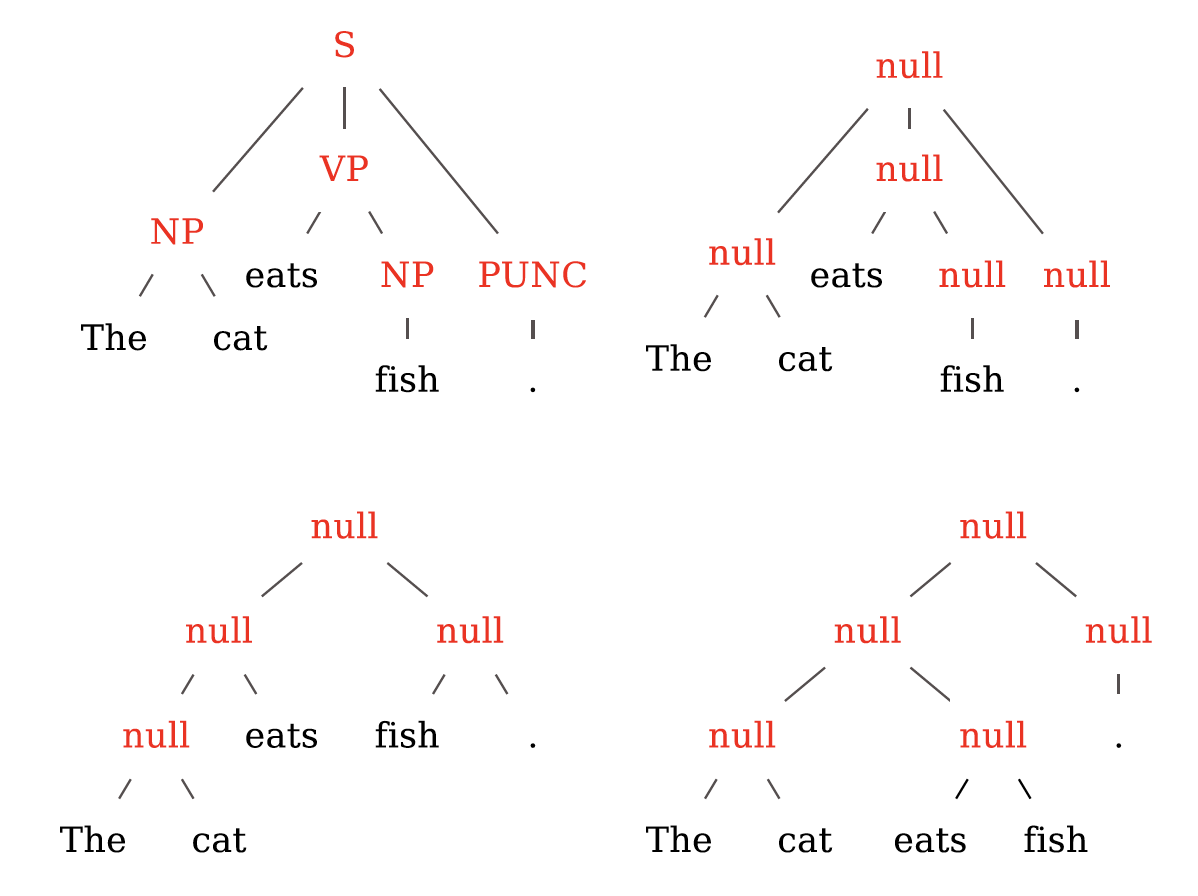 S
VP
NP
eats NP PUNC
The cat
fish .
null
null
null
eats null null
The cat
fish .
null
null null
null eats fish .
The cat
null
null null
null null .
The cat eats fish